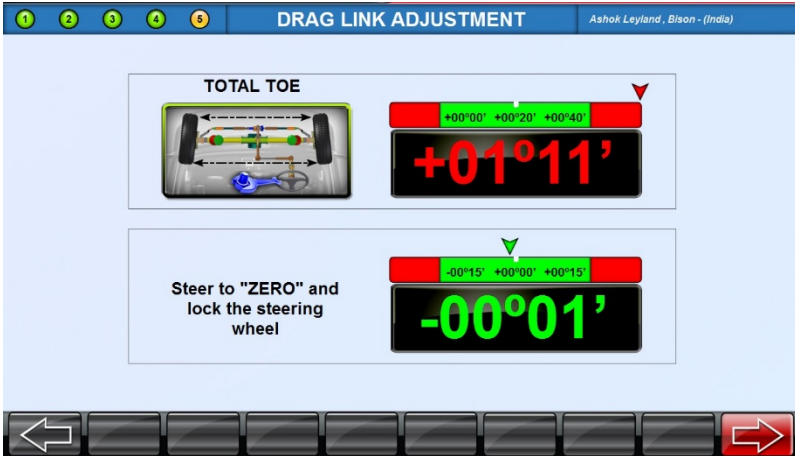 1 2 3 4 5 DRAG LINK ADJUSTMENT Ashok Leyland , Bison - (India)
TOTAL TOE
+00º00’ +00º20’ +00º40’
+01º11’
-00º15’ +00º00’ +00º15’
Steer to "ZERO" and
lock the steering
wheel
-00º01’